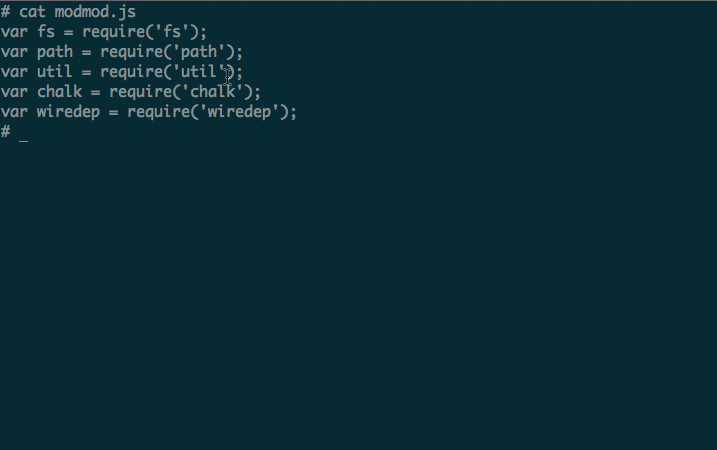 # cat modmod.js
var fs = require('fs');
var path = require('path');
var util = require('util');
var chalk = require('chalk');
var wiredep = require('wiredep');
# _